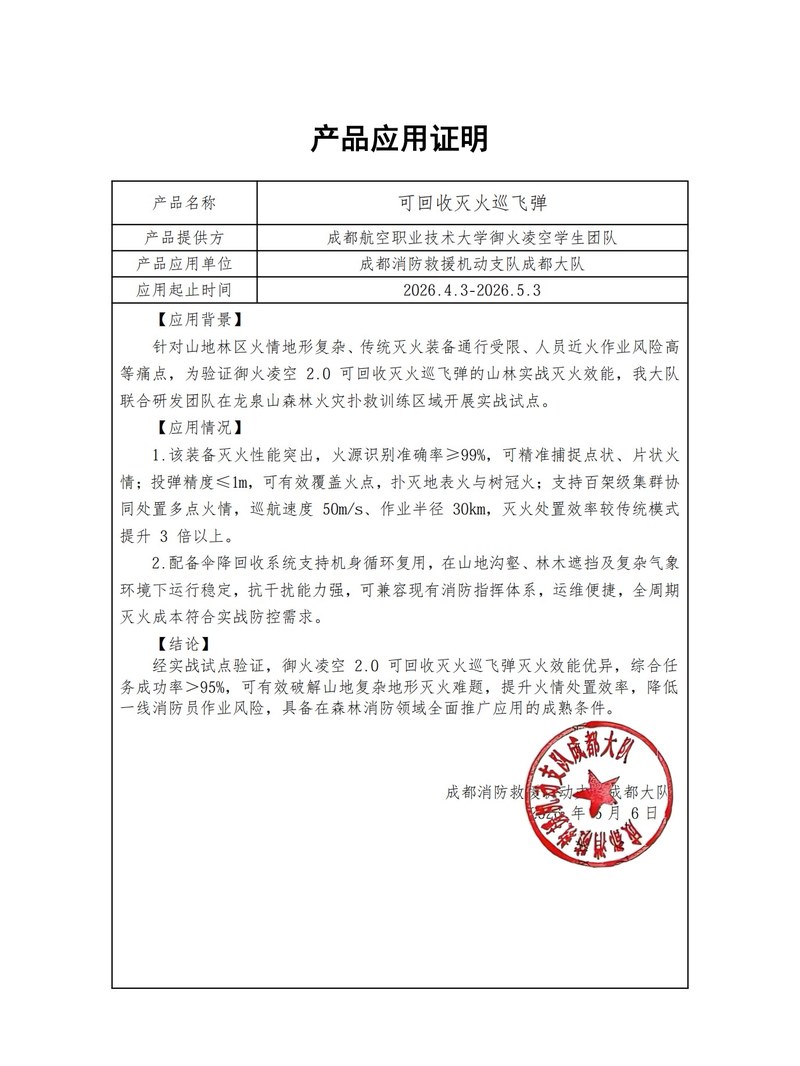 产品应用证明
产品名称
可回收灭火巡飞弹
产品提供方
成都航空职业技术大学御火凌空学生团队
产品应用单位
成都消防救援机动支队成都大队
应用起止时间
2026.4.3-2026.5.3
【应用背景】
针对山地林区火情地形复杂、传统灭火装备通行受限、人员近火作业风险高
等痛点，为验证御火凌空 2.0 可回收灭火巡飞弹的山林实战灭火效能，我大队
联合研发团队在龙泉山森林火灾扑救训练区域开展实战试点。
【应用情况】
1.该装备灭火性能突出，火源识别准确率≥99%，可精准捕捉点状、片状火
情；投弹精度≤1m，可有效覆盖火点，扑灭地表火与树冠火；支持百架级集群协
同处置多点火情，巡航速度 50m/s、作业半径 30km，灭火处置效率较传统模式
提升 3 倍以上。
2.配备伞降回收系统支持机身循环复用，在山地沟壑、林木遮挡及复杂气象
环境下运行稳定，抗干扰能力强，可兼容现有消防指挥体系，运维便捷，全周期
灭火成本符合实战防控需求。
【结论】
经实战试点验证，御火凌空 2.0 可回收灭火巡飞弹灭火效能优异，综合任
务成功率＞95%，可有效破解山地复杂地形灭火难题，提升火情处置效率，降低
一线消防员作业风险，具备在森林消防领域全面推广应用的成熟条件。
成都消防救援机动支队成都大队
年 5 月 6 日
成都消防救援机动支队成都大队